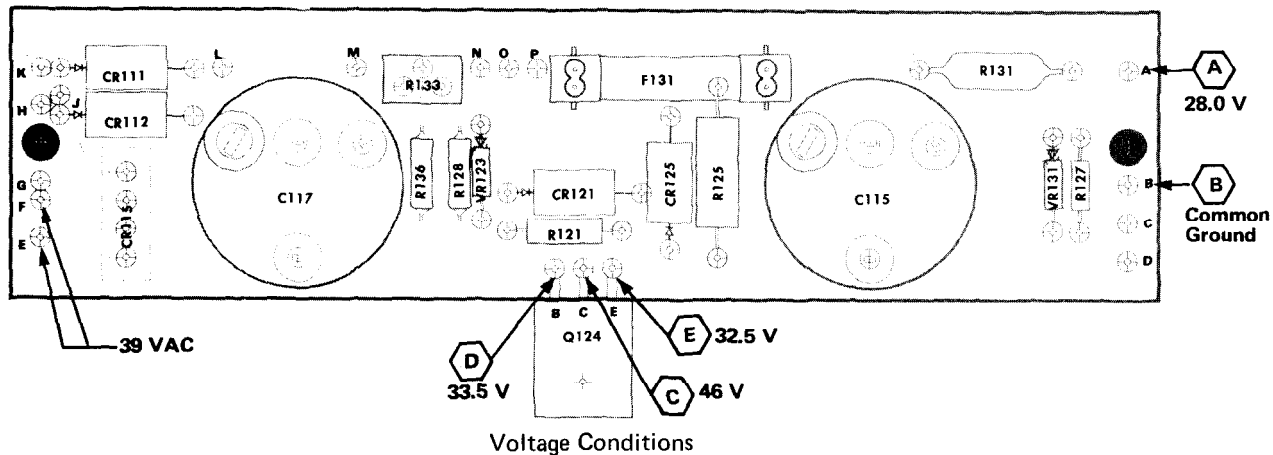 K
CR111
L
M
R133
N
O
P
F131
R131
A
A
28.0 V
H
J
CR112
G
F
E
CR115
C117
R136
R128
VR123
CR121
R121
CR125
R125
C115
VR131
R127
B
B
Common
Ground
C
D
39 VAC
B C E
Q124
D
33.5 V
E
32.5 V
C
46 V
Voltage Conditions